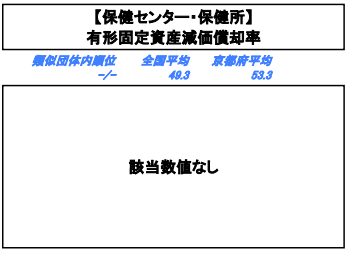 【保健センター・保健所】
有形固定資産減価償却率
類似団体内順位 全国平均 京都府平均
-/- 49.3 53.3
該当数値なし